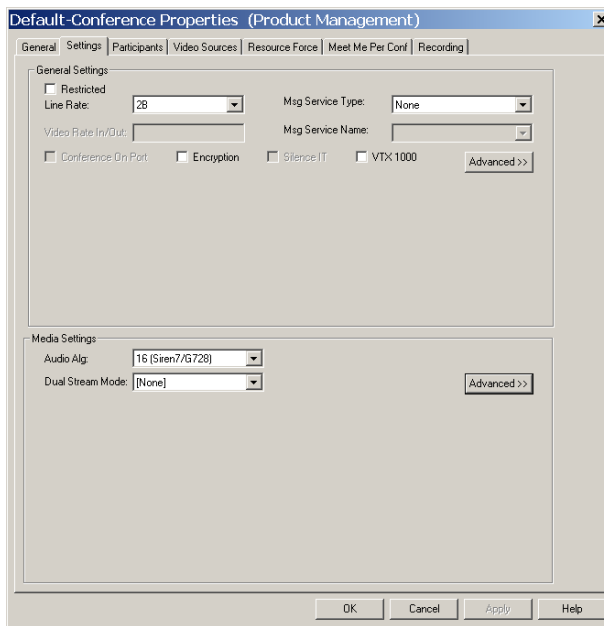 Default-Conference Properties (Product Management)
General Settings Participants Video Sources Resource Force Meet Me Per Conf Recording
General Settings
Restricted
Line Rate: 2B Msg Service Type: None
Video Rate In/Out: Msg Service Name:
Conference On Port Encryption Silence IT VTX 1000 Advanced >>
Media Settings
Audio Alg: 16 (Siren7/G728)
Dual Stream Mode: [None] Advanced >>
OK Cancel Apply Help